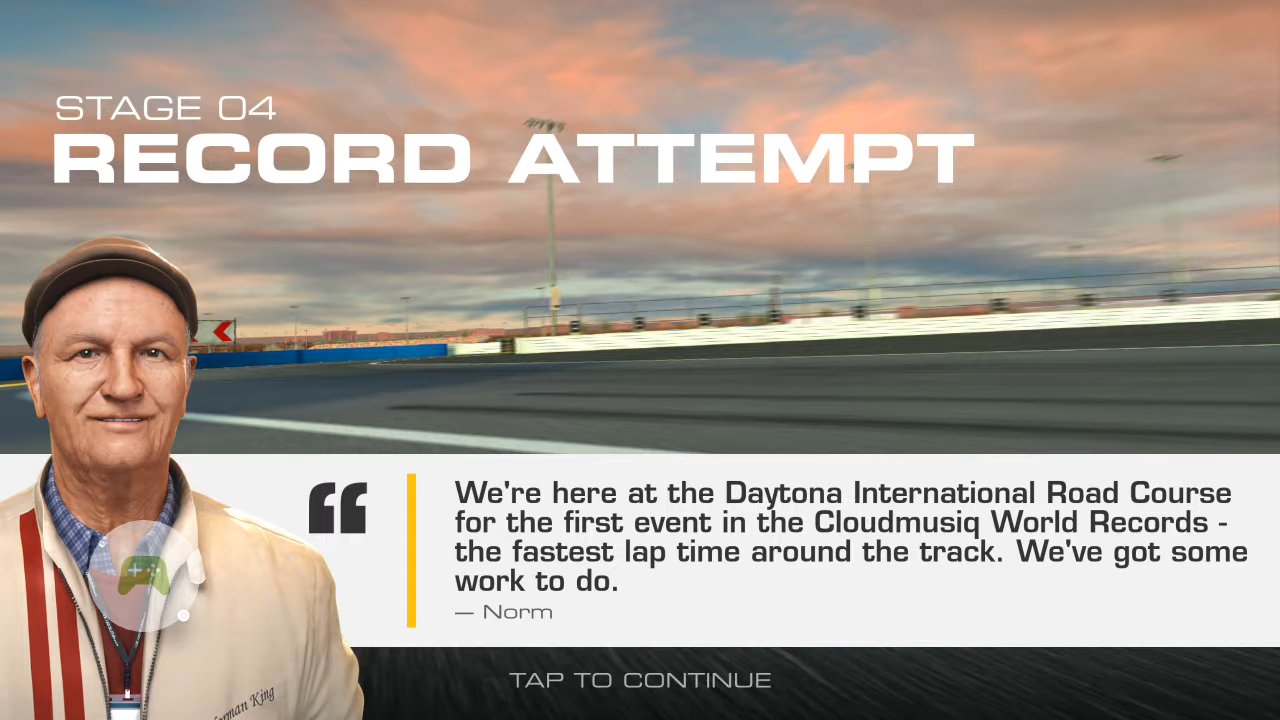 STAGE 04
RECORD ATTEMPT
We're here at the Daytona International Road Course
for the first event in the Cloudmusiq World Records -
the fastest lap time around the track. We've got some
work to do.
— Norm
King
TAP TO CONTINUE